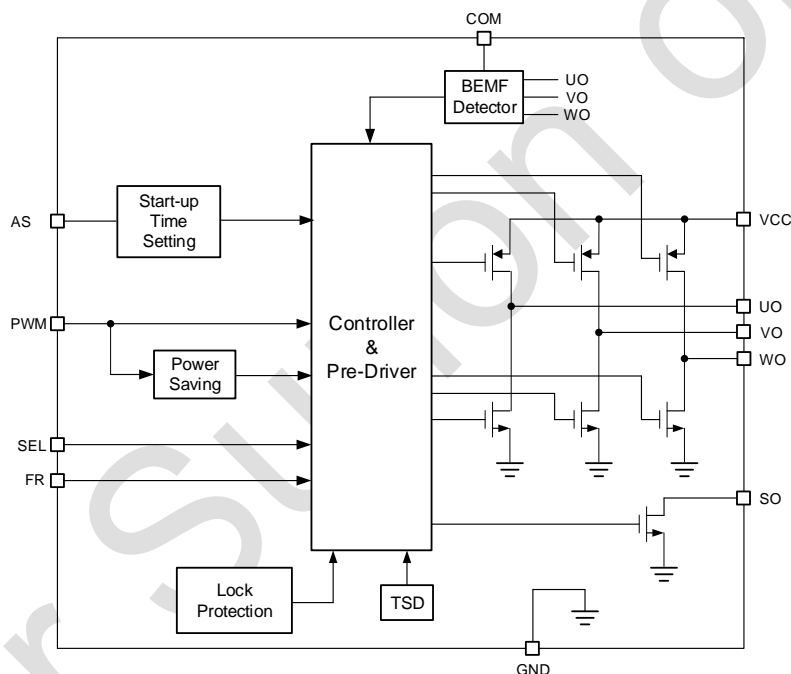 COM
BEMF
Detector
UO
VO
WO
AS
Start-up
Time
Setting
VCC
PWM
Power
Saving
Controller
&
Pre-Driver
UO
VO
WO
SEL
FR
SO
Lock
Protection
TSD
GND